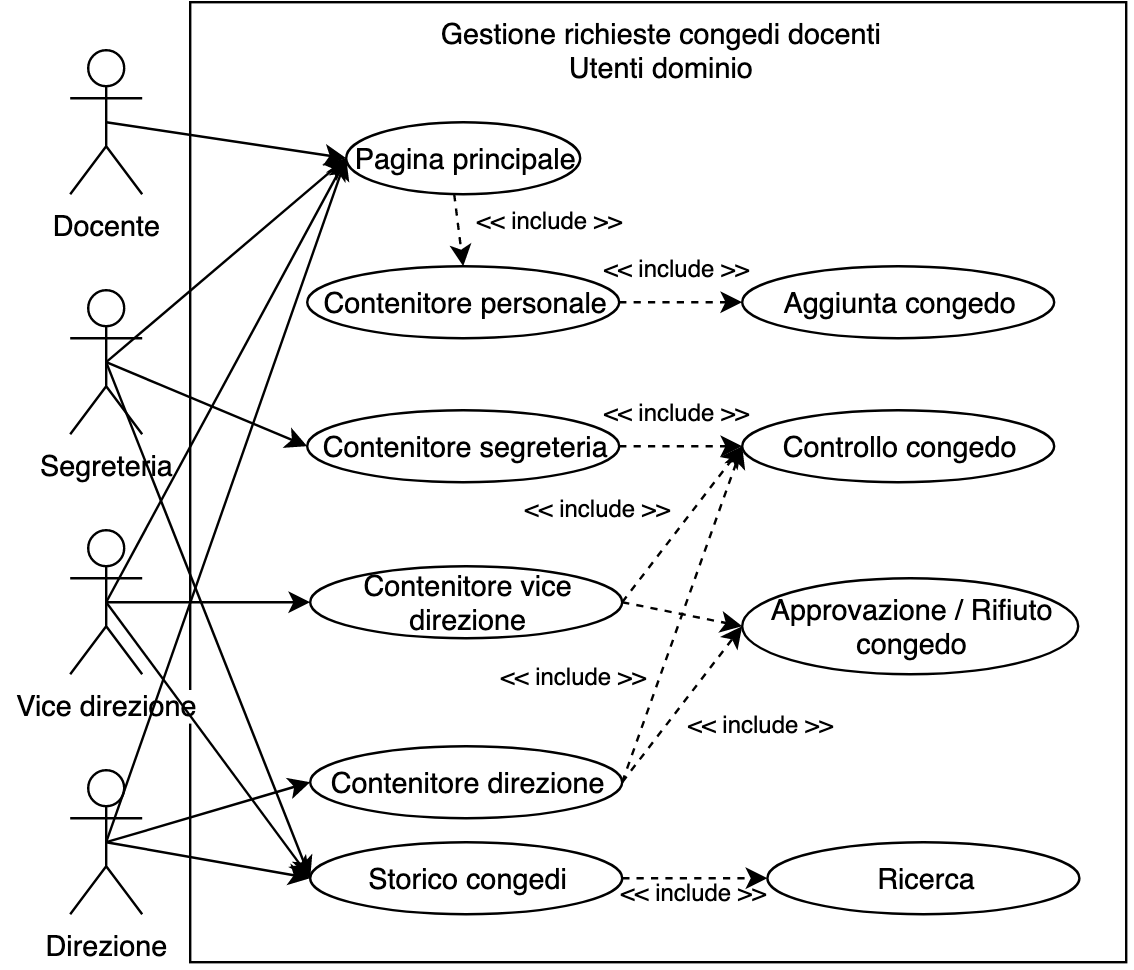 Gestione richieste congedi docenti
Utenti dominio
Docente
Pagina principale
<< include >>
<< include >>
Contenitore personale
Aggiunta congedo
Segreteria
<< include >>
Contenitore segreteria
Controllo congedo
<< include >>
Vice direzione
Contenitore vice
direzione
Approvazione / Rifiuto
congedo
<< include >>
<< include >>
Direzione
Contenitore direzione
Storico congedi
<< include >>
Ricerca